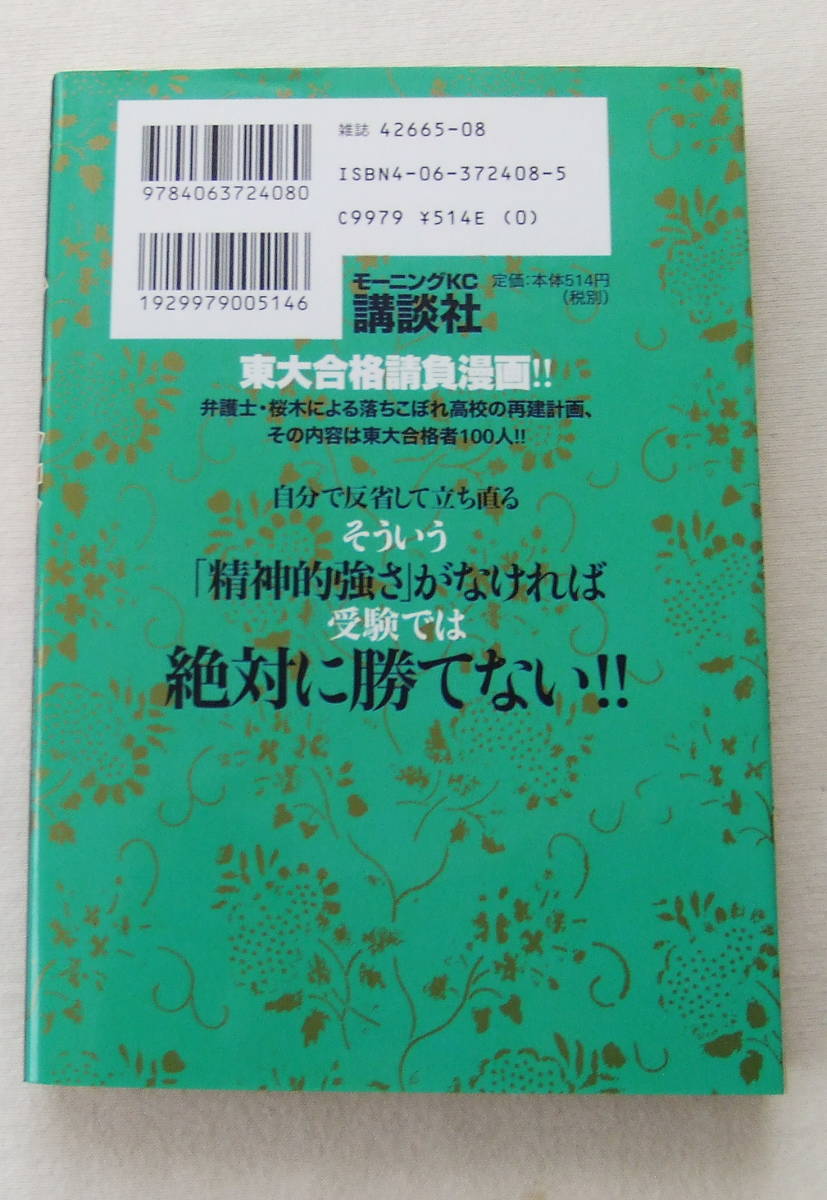 雑誌 42665-08
9784063724080
ISBN4-06-372408-5
C9979 ¥514E (0)
1929979005146
モーニングKC
講談社
定価:本体514円
(税別)
東大合格請負漫画!!
弁護士・桜木による落ちこぼれ高校の再建計画、
その内容は東大合格者100人!!
自分で反省して立ち直る
そういう
「精神的強さ」がなければ
受験では
絶対に勝てない!!